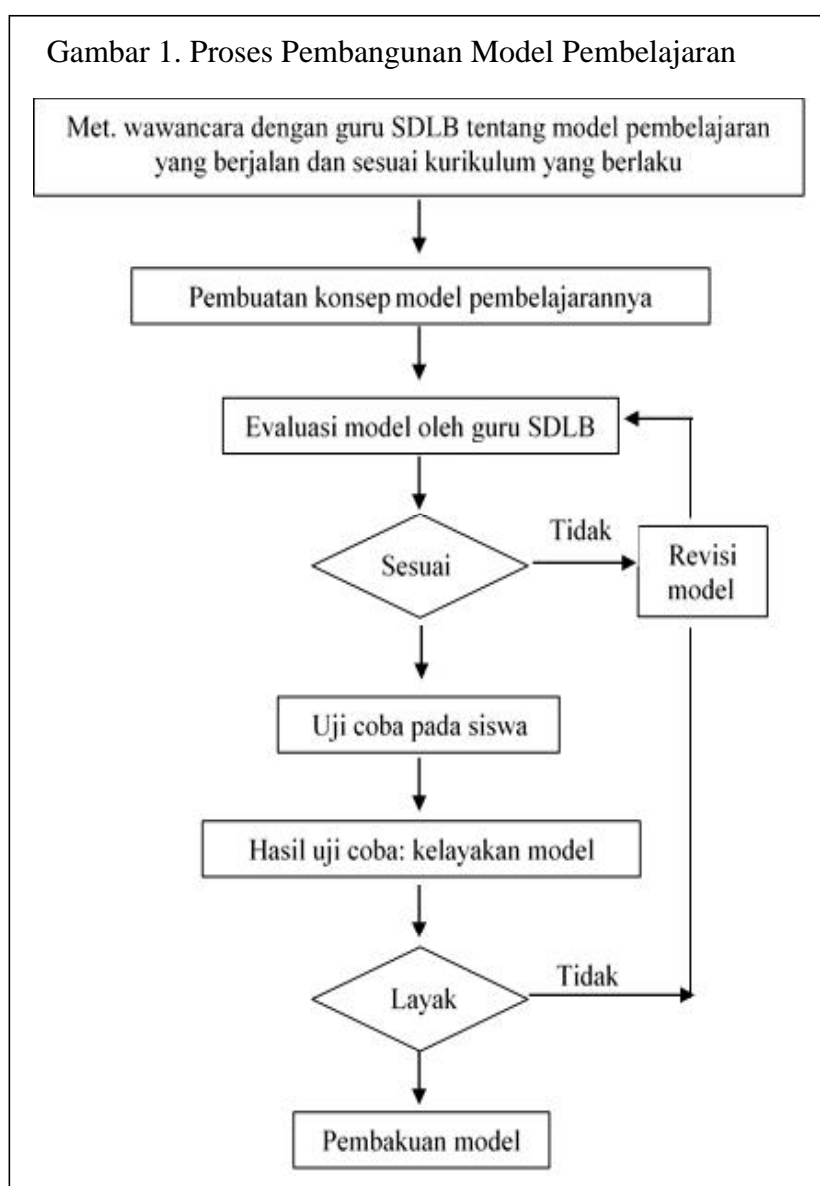 Gambar 1. Proses Pembangunan Model Pembelajaran
Met. wawancara dengan guru SDLB tentang model pembelajaran
yang berjalan dan sesuai kurikulum yang berlaku
Pembuatan konsep model pembelajarannya
Evaluasi model oleh guru SDLB
Sesuai
Tidak
Revisi
model
Uji coba pada siswa
Hasil uji coba: kelayakan model
Layak
Tidak
Pembakuan model